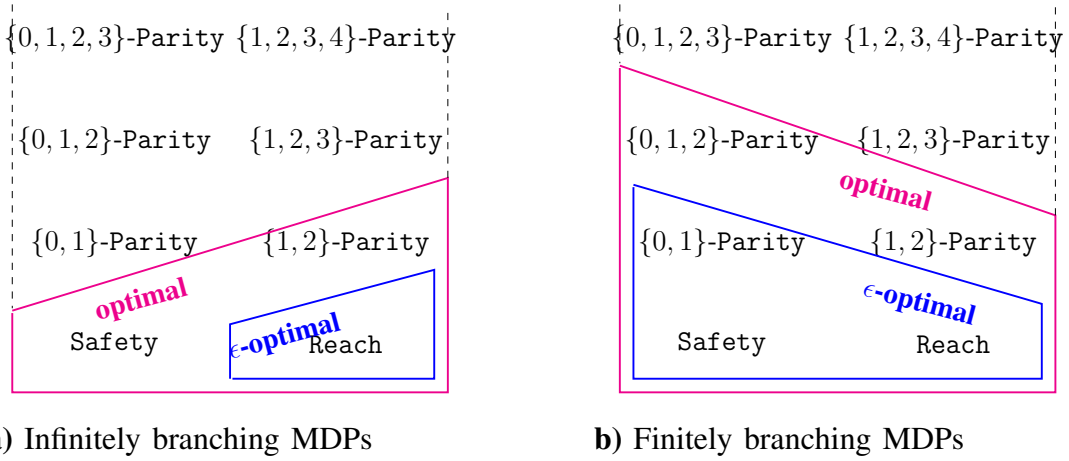 {0, 1, 2, 3}-Parity {1, 2, 3, 4}-Parity
{0, 1, 2}-Parity {1, 2, 3}-Parity
{0, 1}-Parity {1, 2}-Parity
optimal
ϵ-optimal
Safety Reach
) Infinitely branching MDPs
{0, 1, 2, 3}-Parity {1, 2, 3, 4}-Parity
{0, 1, 2}-Parity {1, 2, 3}-Parity
optimal
{0, 1}-Parity {1, 2}-Parity
ϵ-optimal
Safety Reach
b) Finitely branching MDPs